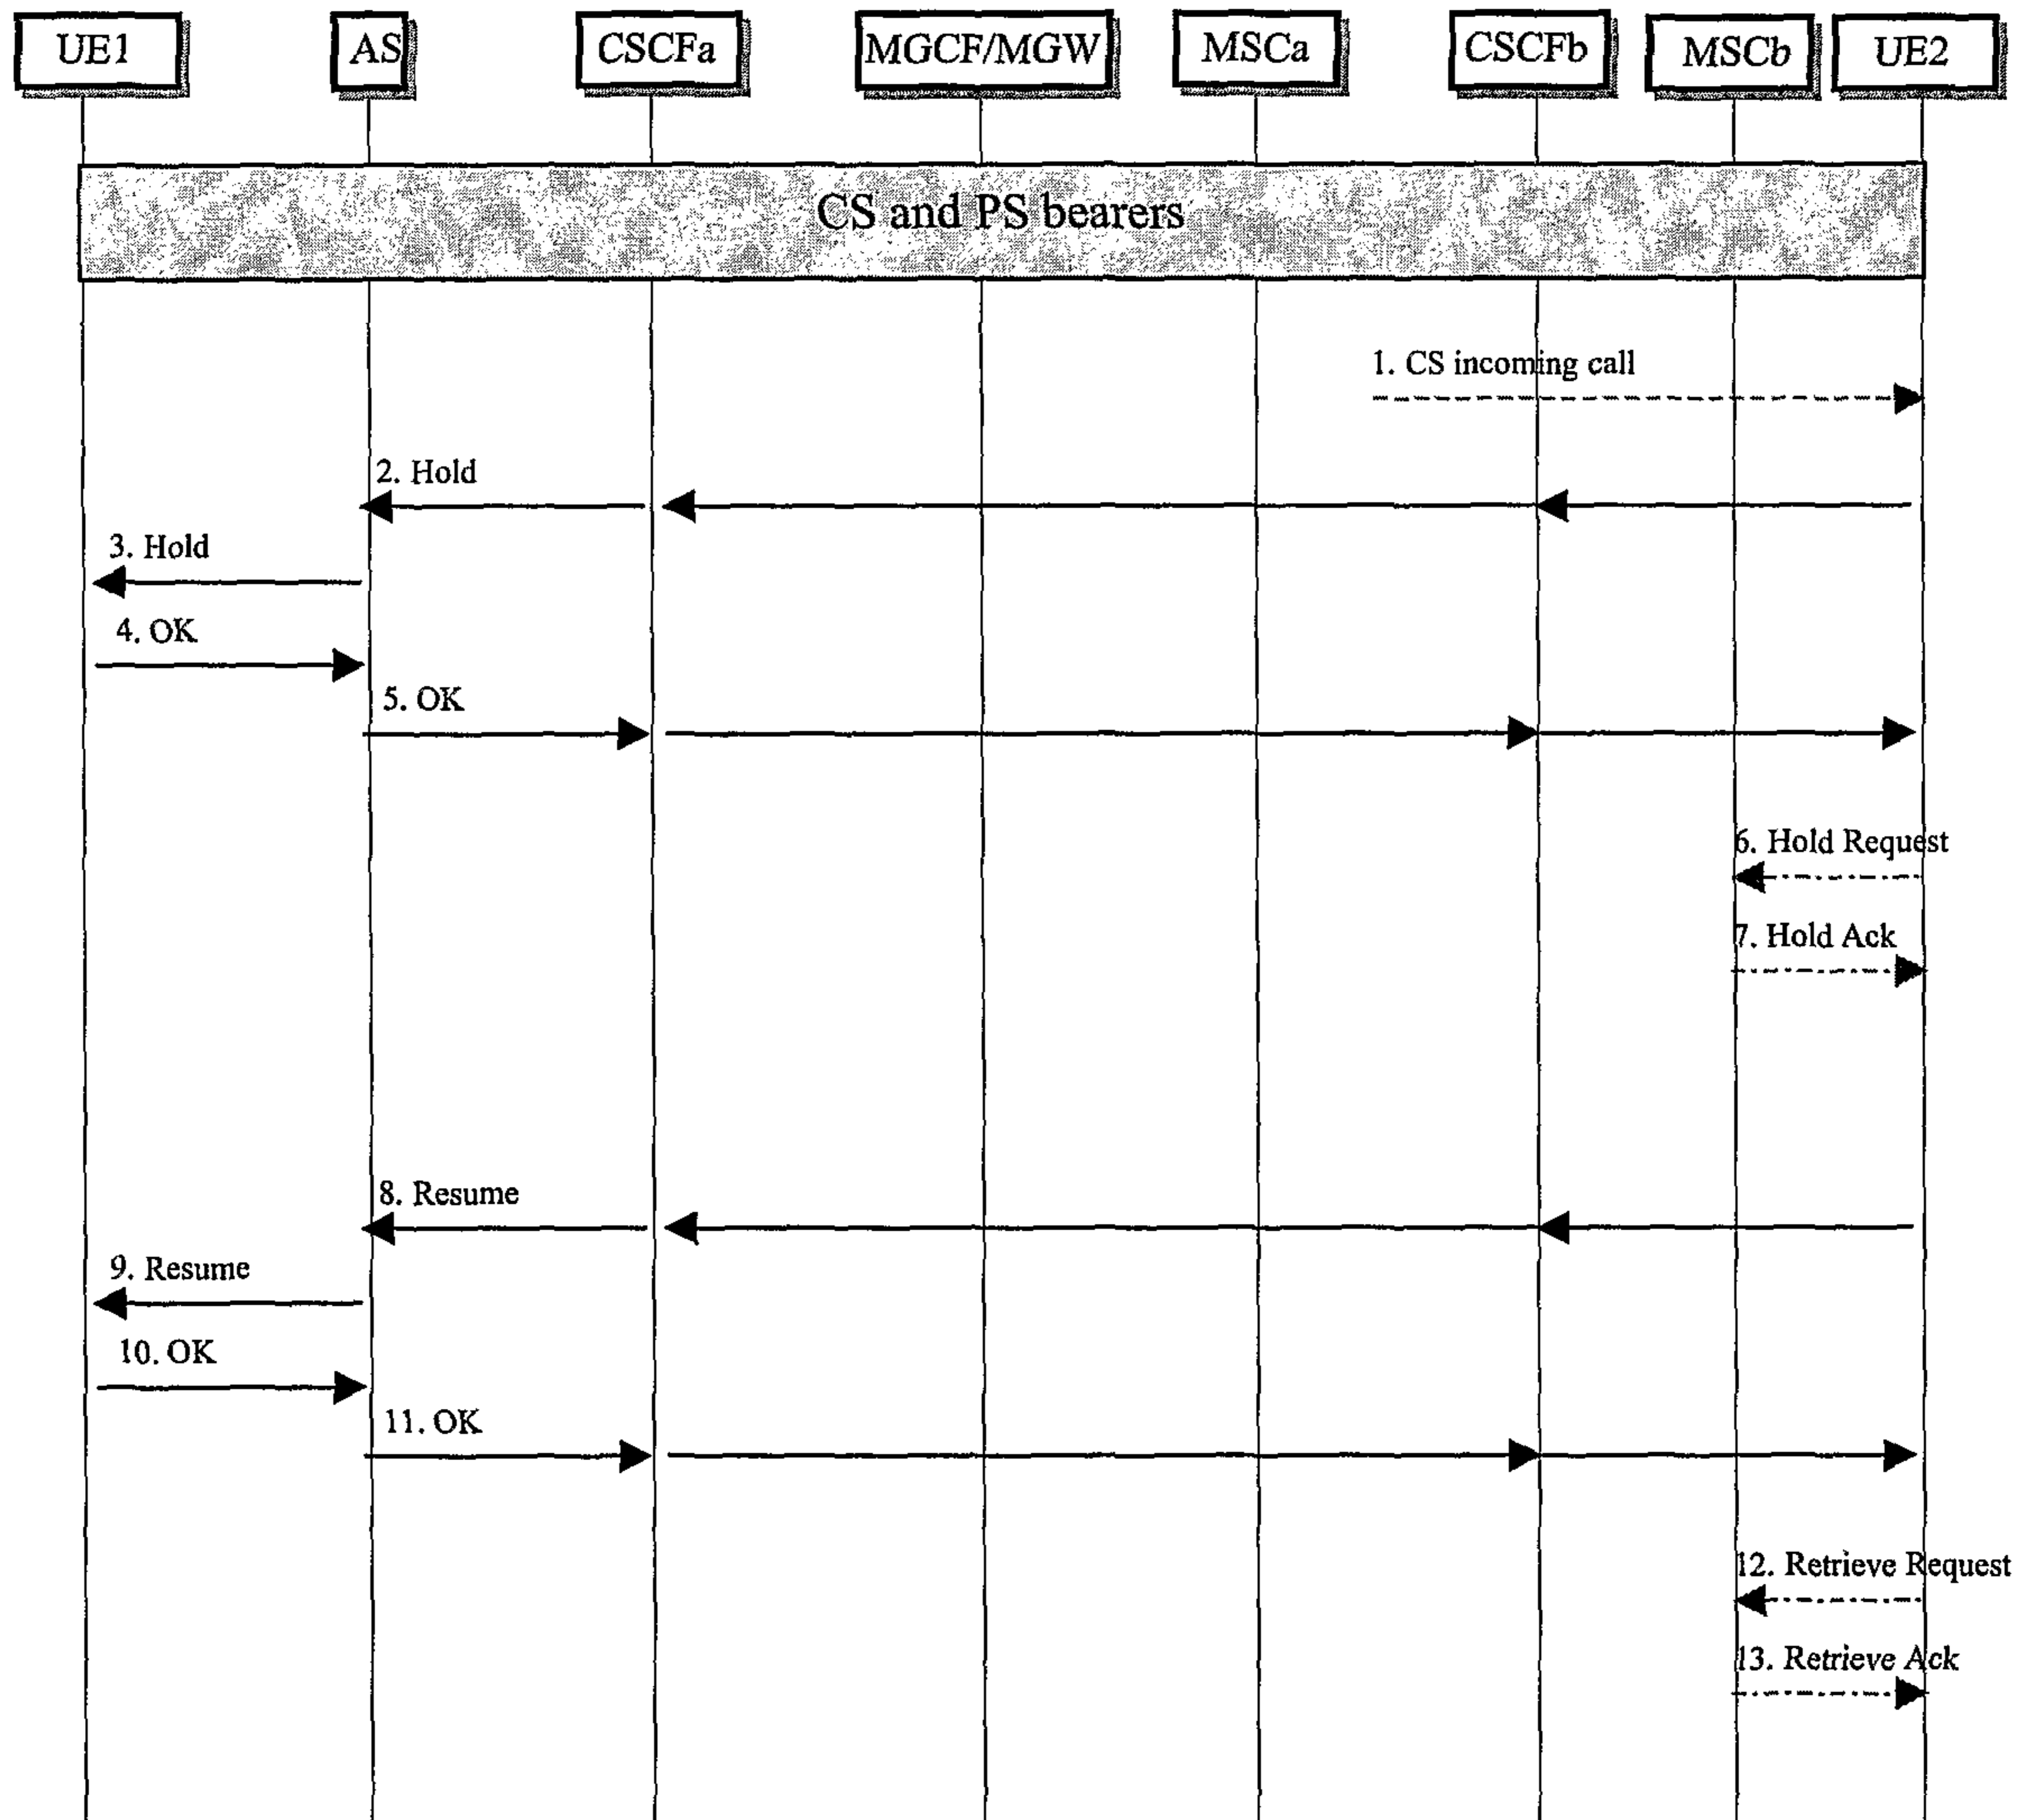 UE1
AS
CSCFa
MGCF/MGW
MSCa
CSCFb
MSCb
UE2
CS and PS bearers
1. CS incoming call
2. Hold
3. Hold
4. OK
5. OK
6. Hold Request
7. Hold Ack
8. Resume
9. Resume
10. OK
11. OK
12. Retrieve Request
13. Retrieve Ack